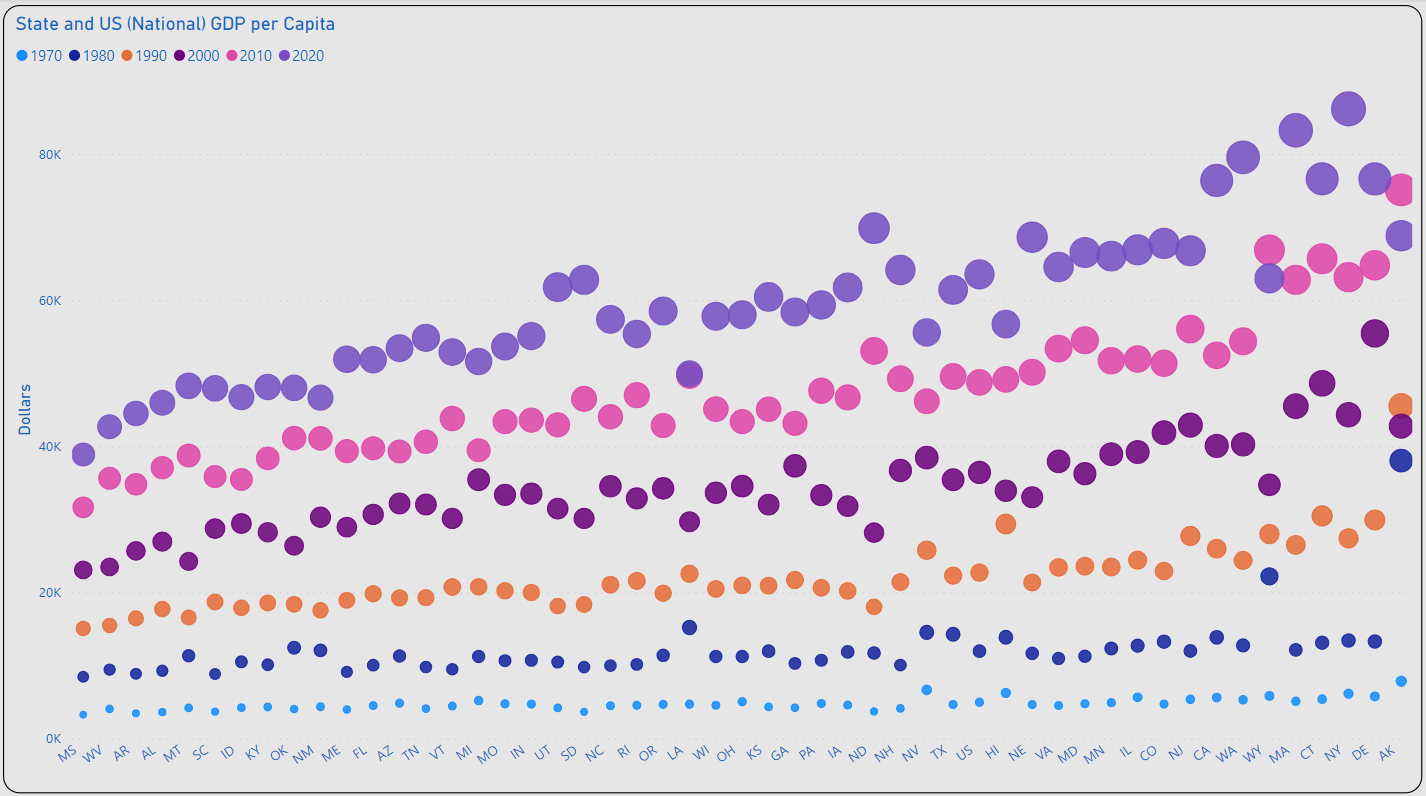 State and US (National) GDP per Capita
1970 1980 1990 2000 2010 2020
80K
60K
40K
20K
0K
Dollars
MS WV AR AL MT SC ID KY OK NM ME FL AZ TN VT MI MO IN UT SD NC RI OR LA WI OH KS GA PA IA ND NH NV TX US HI NE VA MD MN IL CO NJ CA WA WY MA CT NY DE AK